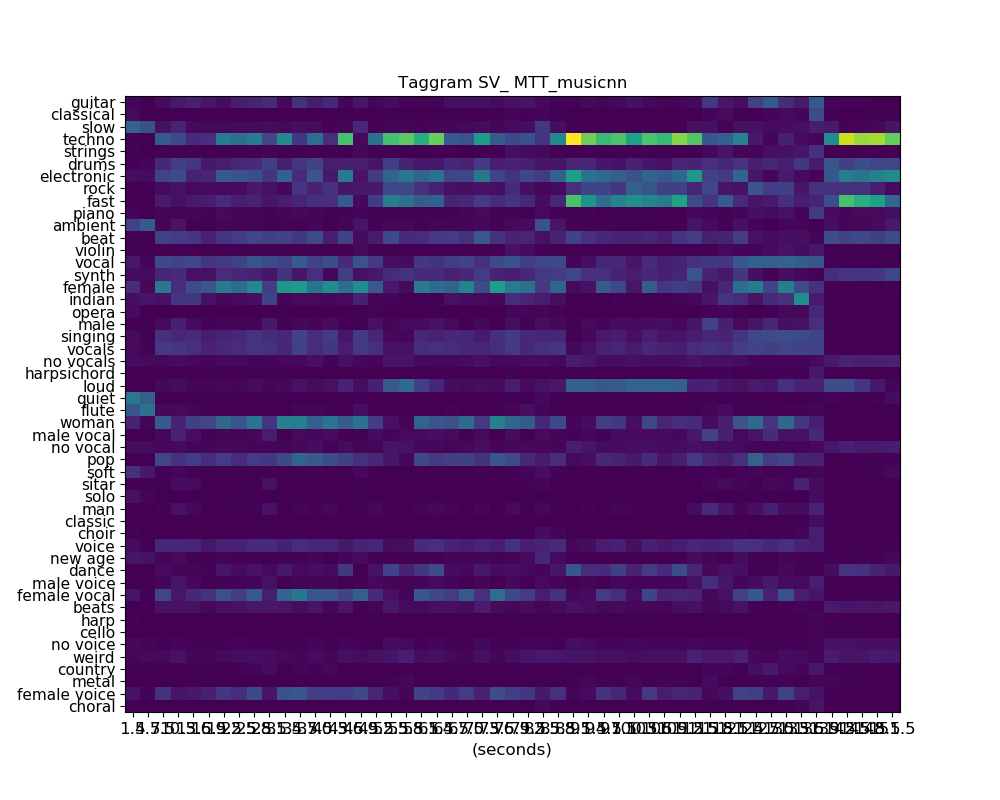 Taggram SV_ MTT_musicnn
guitar
classical
slow
techno
strings
drums
electronic
rock
fast
piano
ambient
beat
violin
vocal
synth
female
indian
opera
male
singing
vocals
no vocals
harpsichord
loud
quiet
flute
woman
male vocal
no vocal
pop
soft
sitar
solo
man
classic
choir
voice
new age
dance
male voice
female vocal
beats
harp
cello
no voice
weird
country
metal
female voice
choral
(seconds)